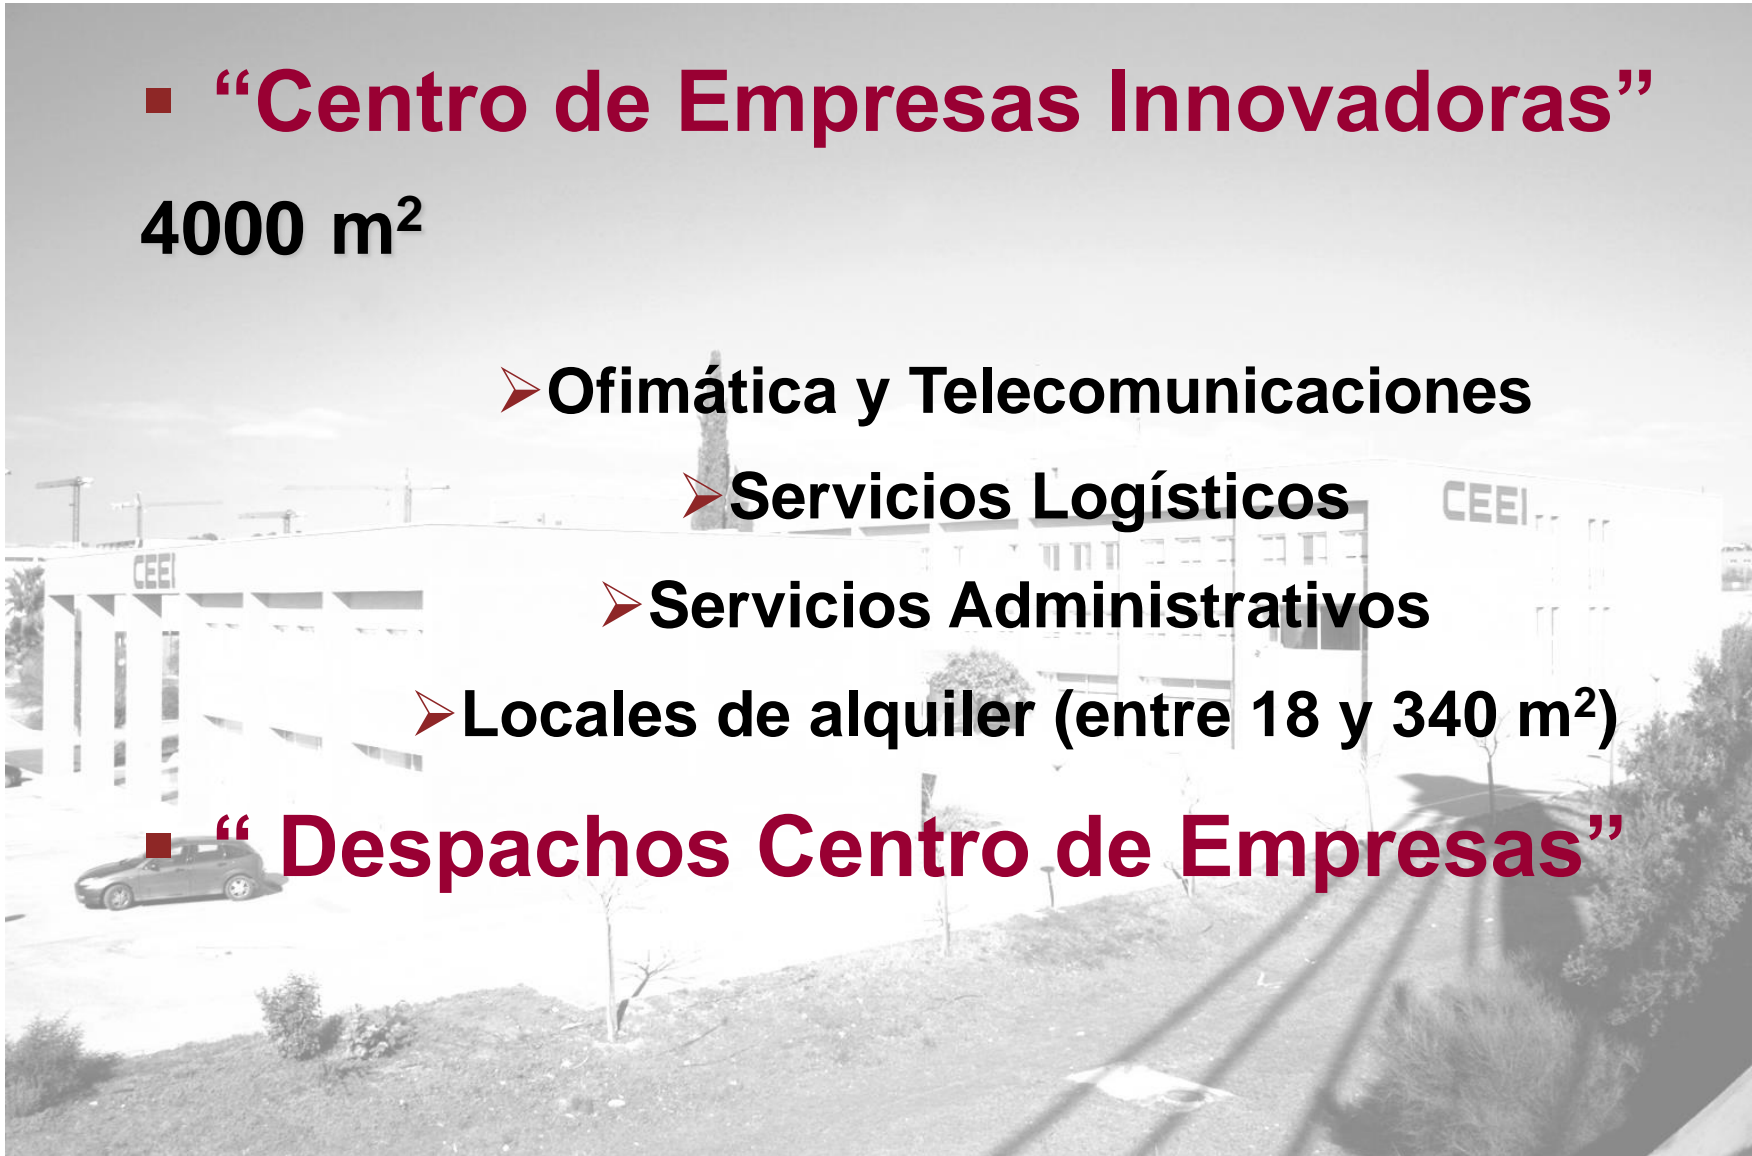 ▪ “Centro de Empresas Innovadoras”
4000 m²
➢Ofimática y Telecomunicaciones
➢Servicios Logísticos
CEEI
CEEI
➢Servicios Administrativos
➢Locales de alquiler (entre 18 y 340 m²)
▪ “ Despachos Centro de Empresas”